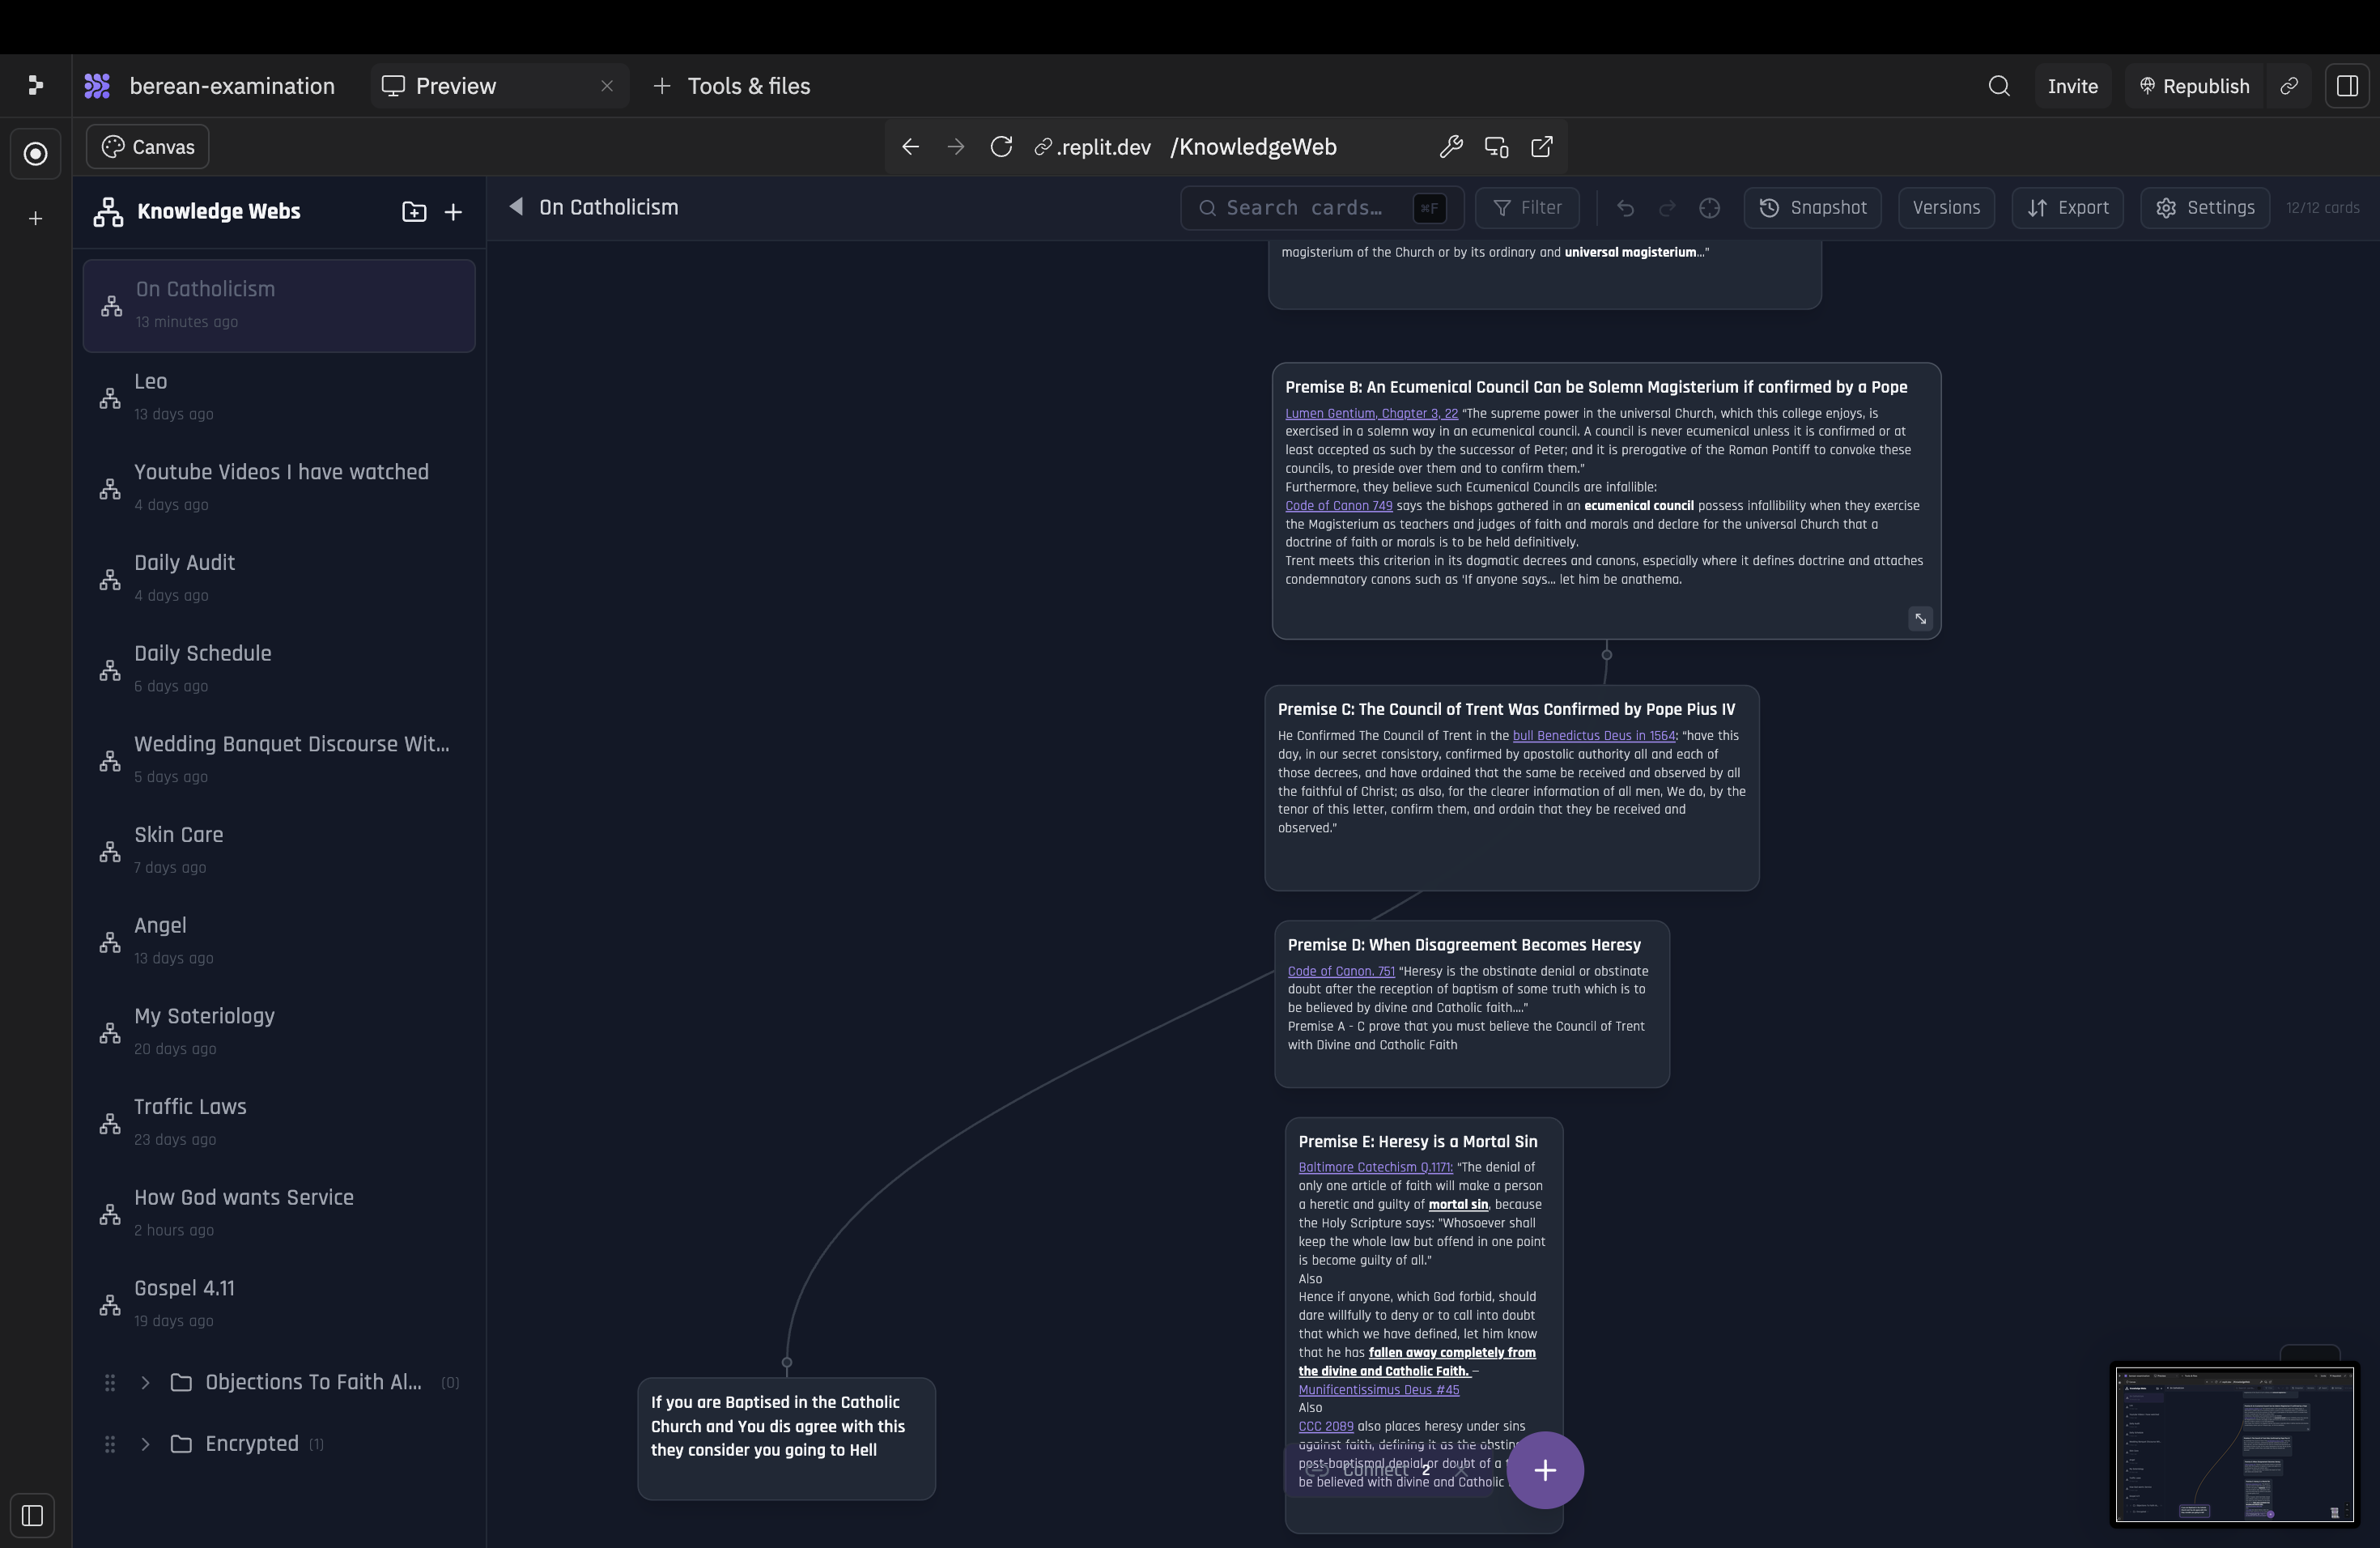 berean-examination
Preview
Tools & files
Invite
Republish
Canvas
.replit.dev /KnowledgeWeb
Knowledge Webs
On Catholicism
Search cards...
⌘F
Filter
Snapshot
Versions
Export
Settings
12/12 cards
On Catholicism
13 minutes ago
Leo
13 days ago
Youtube Videos I have watched
4 days ago
Daily Audit
4 days ago
Daily Schedule
6 days ago
Wedding Banquet Discourse Wit...
5 days ago
Skin Care
7 days ago
Angel
13 days ago
My Soteriology
20 days ago
Traffic Laws
23 days ago
How God wants Service
2 hours ago
Gospel 4.11
19 days ago
Objections To Faith Al... (0)
Encrypted (1)
magisterium of the Church or by its ordinary and universal magisterium..."
Premise B: An Ecumenical Council Can be Solemn Magisterium if confirmed by a Pope
Lumen Gentium, Chapter 3, 22 “The supreme power in the universal Church, which this college enjoys, is
exercised in a solemn way in an ecumenical council. A council is never ecumenical unless it is confirmed or at
least accepted as such by the successor of Peter; and it is prerogative of the Roman Pontiff to convoke these
councils, to preside over them and to confirm them.”
Furthermore, they believe such Ecumenical Councils are infallible:
Code of Canon 749 says the bishops gathered in an ecumenical council possess infallibility when they exercise
the Magisterium as teachers and judges of faith and morals and declare for the universal Church that a
doctrine of faith or morals is to be held definitively.
Trent meets this criterion in its dogmatic decrees and canons, especially where it defines doctrine and attaches
condemnatory canons such as 'If anyone says... let him be anathema.
Premise C: The Council of Trent Was Confirmed by Pope Pius IV
He Confirmed The Council of Trent in the bull Benedictus Deus in 1564: “have this
day, in our secret consistory, confirmed by apostolic authority all and each of
those decrees, and have ordained that the same be received and observed by all
the faithful of Christ; as also, for the clearer information of all men, We do, by the
tenor of this letter, confirm them, and ordain that they be received and
observed.”
Premise D: When Disagreement Becomes Heresy
Code of Canon. 751 “Heresy is the obstinate denial or obstinate
doubt after the reception of baptism of some truth which is to
be believed by divine and Catholic faith....”
Premise A - C prove that you must believe the Council of Trent
with Divine and Catholic Faith
Premise E: Heresy is a Mortal Sin
Baltimore Catechism Q.1171: “The denial of
only one article of faith will make a person
a heretic and guilty of mortal sin, because
the Holy Scripture says: "Whosoever shall
keep the whole law but offend in one point
is become guilty of all.”
Also
Hence if anyone, which God forbid, should
dare willfully to deny or to call into doubt
that which we have defined, let him know
that he has fallen away completely from
the divine and Catholic Faith. —
Munificentissimus Deus #45
Also
CCC 2089 also places heresy under sins
against faith, defining it as the obstin
post-baptismal denial or doubt of a t
be believed with divine and Catholic
Connect 2
If you are Baptised in the Catholic
Church and You dis agree with this
they consider you going to Hell